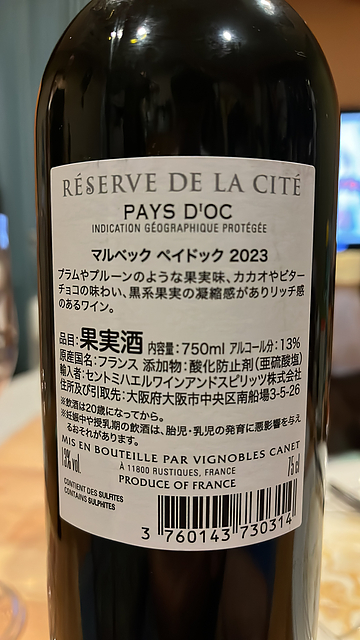 RÉSERVE DE LA CITÉ
PAYS D'OC
INDICATION GÉOGRAPHIQUE PROTÉGÉE
マルベック ペイドック 2023
プラムやプルーンのような果実味、カカオやビター
チョコの味わい、黒系果実の凝縮感がありリッチ感
のあるワイン。
品目:果実酒 内容量:750ml アルコール分:13%
原産国名:フランス 添加物:酸化防止剤(亜硫酸塩)
輸入者:セントミハエルワインアンドスピリッツ株式会社
住所及び引取先:大阪府大阪市中央区南船場3-5-26
※飲酒は20歳になってから。
※妊娠中や授乳期の飲酒は、胎児・乳児の発育に悪影響を与え
るおそれがあります。
MIS EN BOUTEILLE PAR VIGNOBLES CANET
À 11800 RUSTIQUES, FRANCE
PRODUCE OF FRANCE
13% vol.
75 cl
CONTIENT DES SULFITES
CONTAINS SULPHITES
3 760143 730314